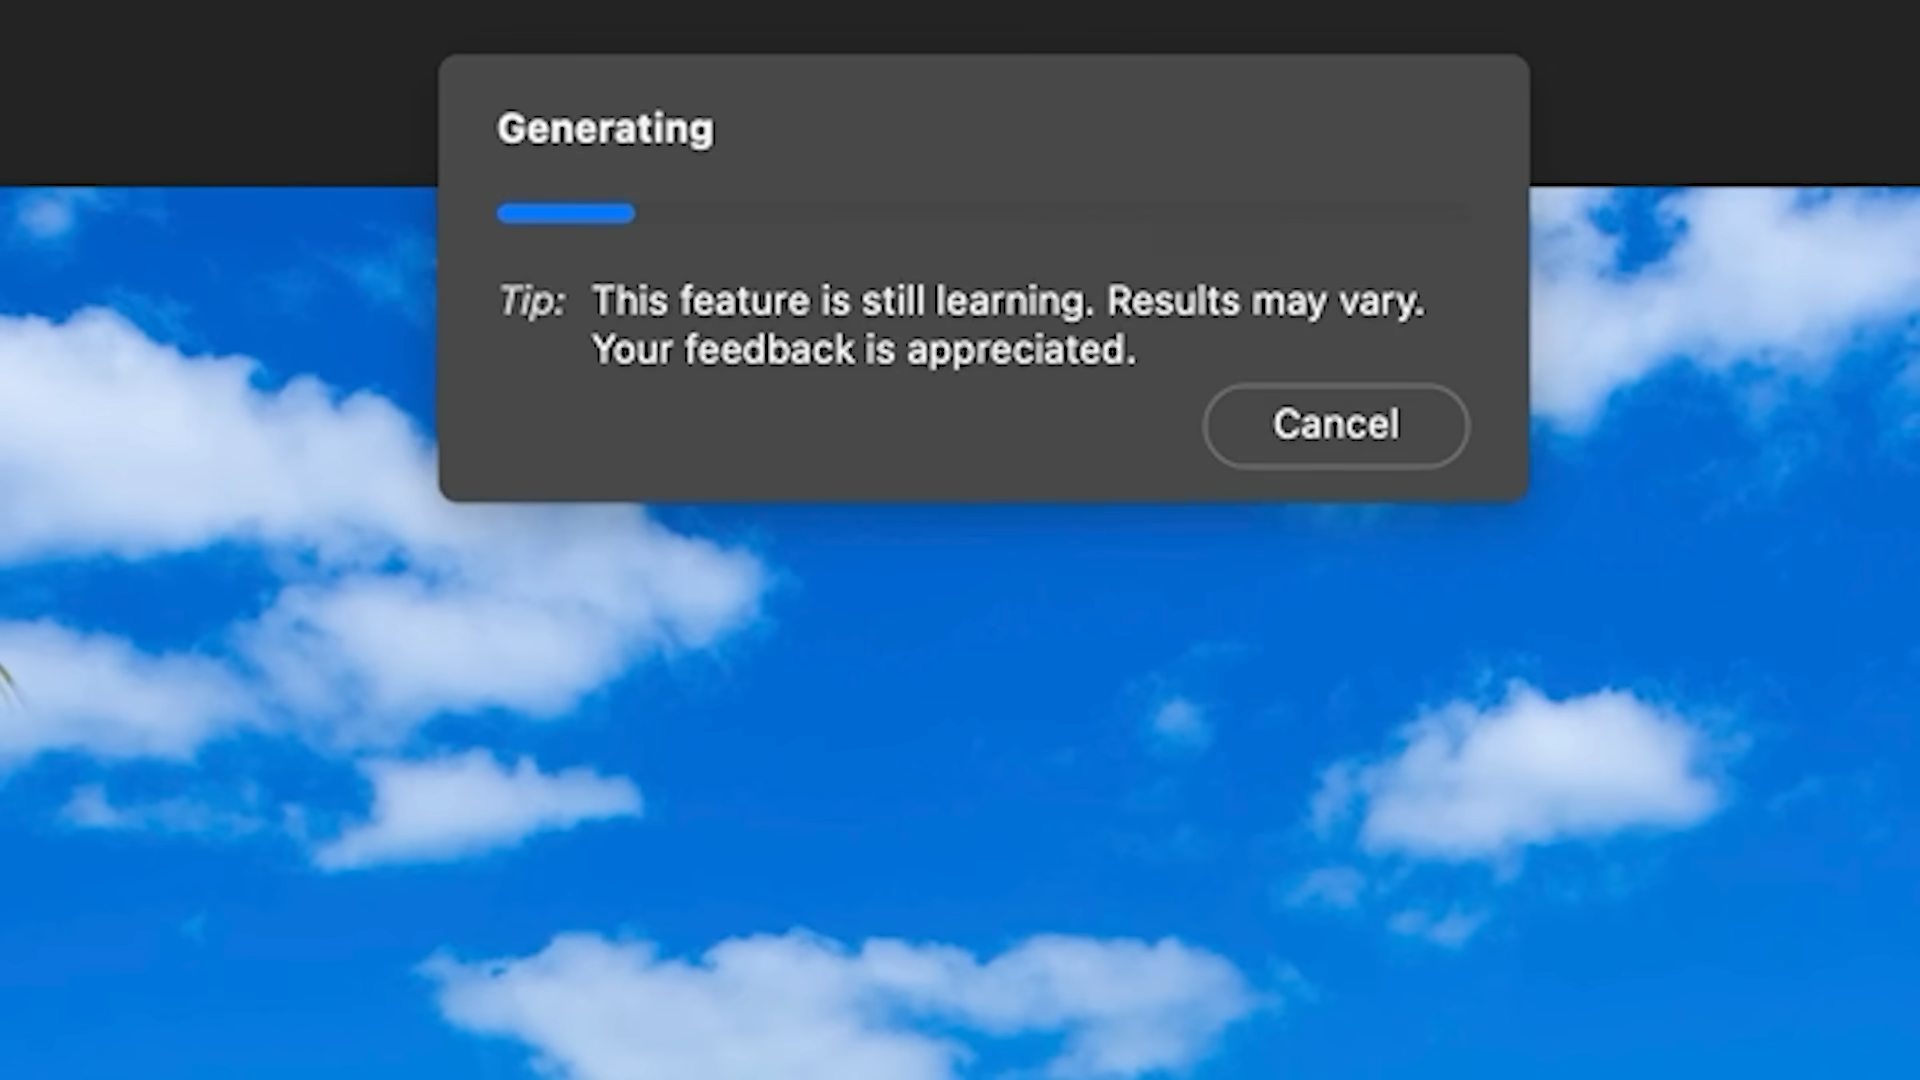 Generating
Tip: This feature is still learning. Results may vary.
Your feedback is appreciated.
Cancel